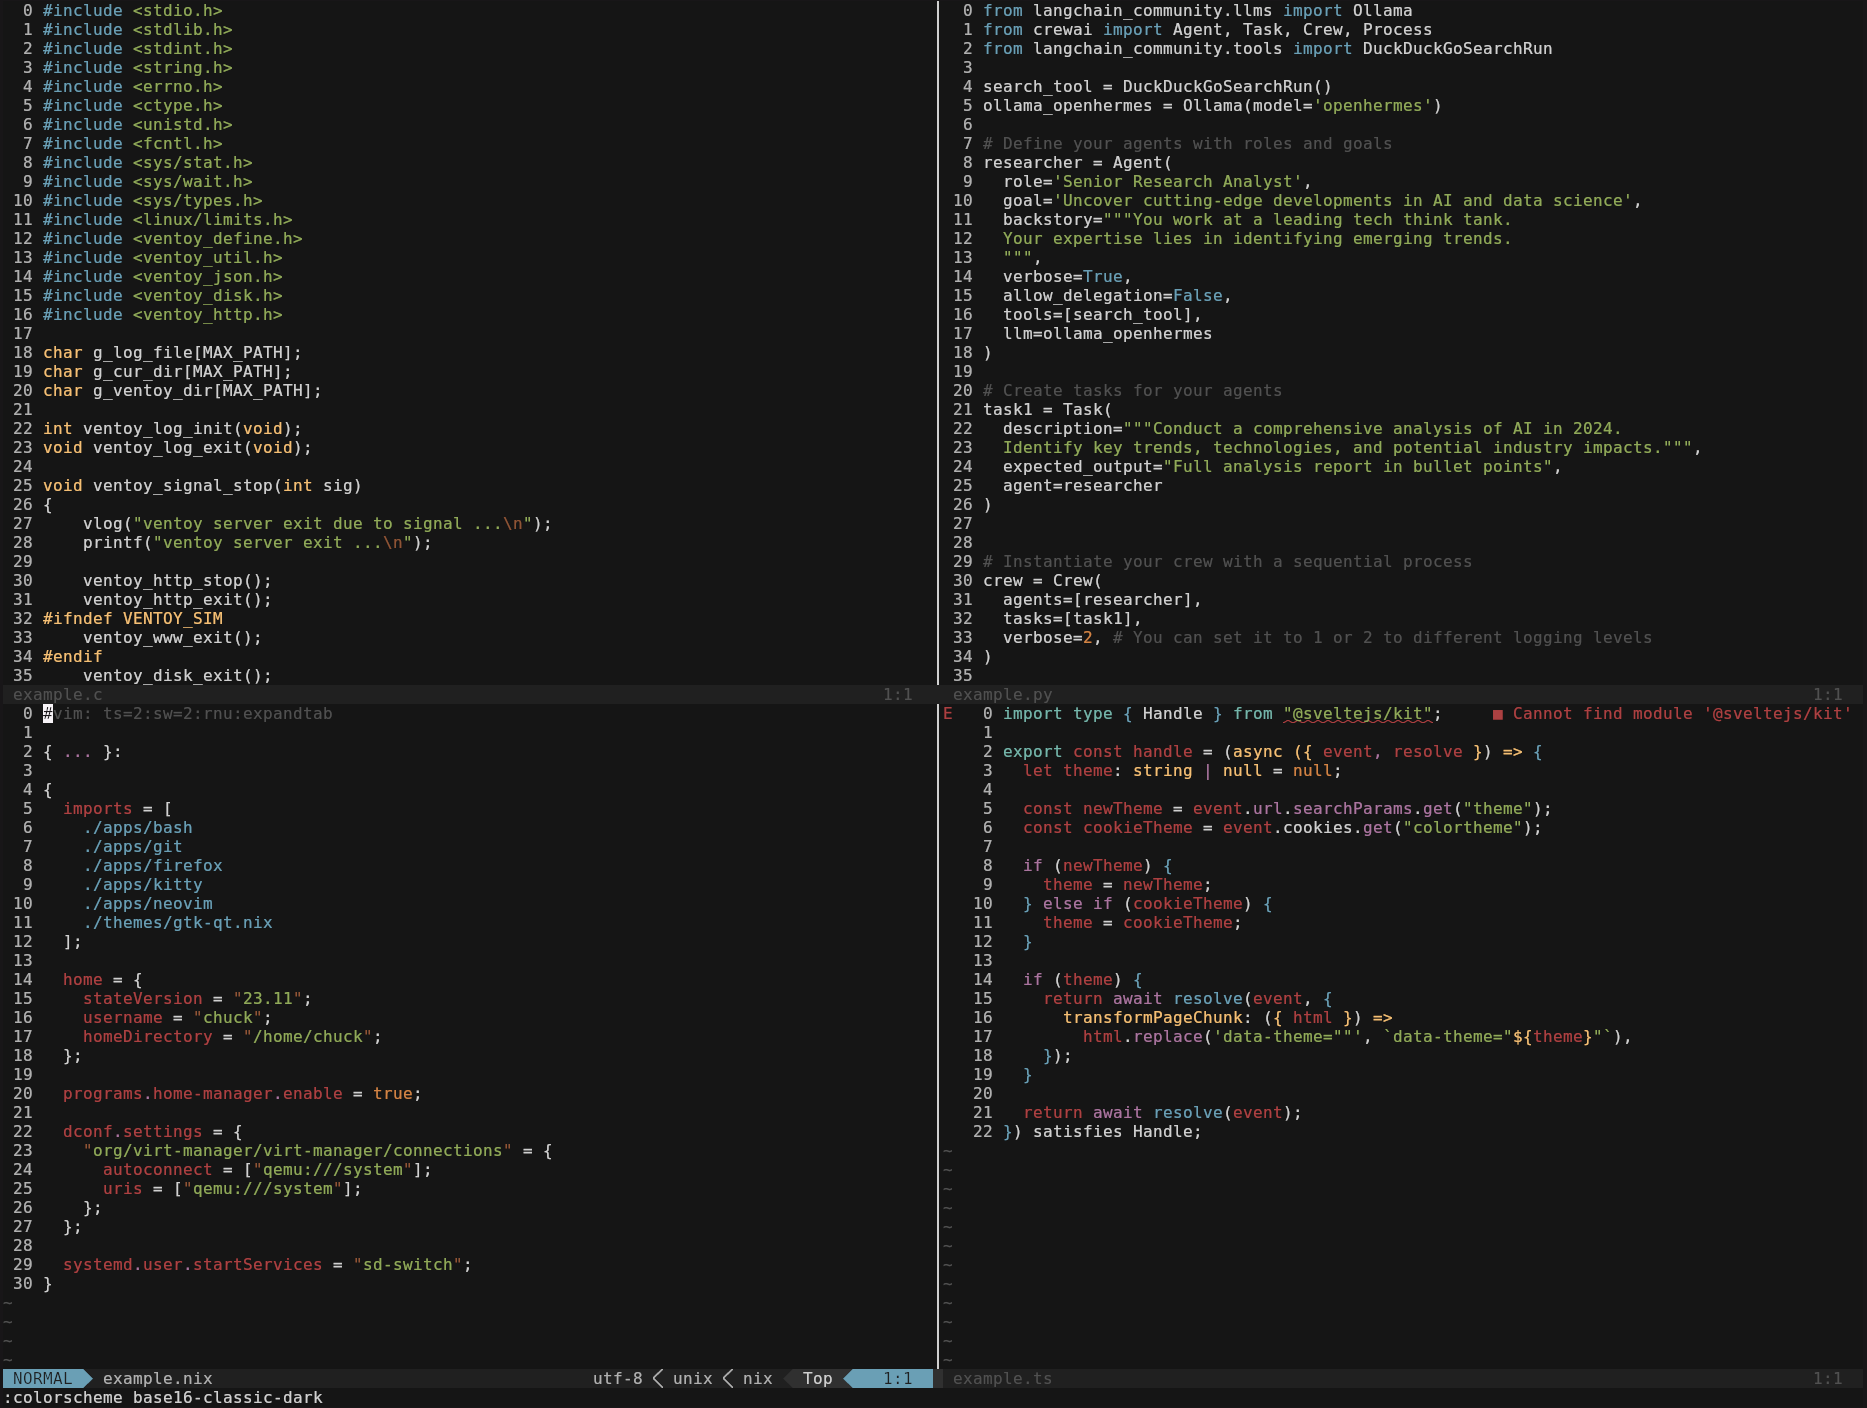 0 #include <stdio.h>
1 #include <stdlib.h>
2 #include <stdint.h>
3 #include <string.h>
4 #include <errno.h>
5 #include <ctype.h>
6 #include <unistd.h>
7 #include <fcntl.h>
8 #include <sys/stat.h>
9 #include <sys/wait.h>
10 #include <sys/types.h>
11 #include <linux/limits.h>
12 #include <ventoy_define.h>
13 #include <ventoy_util.h>
14 #include <ventoy_json.h>
15 #include <ventoy_disk.h>
16 #include <ventoy_http.h>
17
18 char g_log_file[MAX_PATH];
19 char g_cur_dir[MAX_PATH];
20 char g_ventoy_dir[MAX_PATH];
21
22 int ventoy_log_init(void);
23 void ventoy_log_exit(void);
24
25 void ventoy_signal_stop(int sig)
26 {
27     vlog("ventoy server exit due to signal ...\n");
28     printf("ventoy server exit ...\n");
29
30     ventoy_http_stop();
31     ventoy_http_exit();
32 #ifndef VENTOY_SIM
33     ventoy_www_exit();
34 #endif
35     ventoy_disk_exit();
example.c 1:1
0 from langchain_community.llms import Ollama
1 from crewai import Agent, Task, Crew, Process
2 from langchain_community.tools import DuckDuckGoSearchRun
3
4 search_tool = DuckDuckGoSearchRun()
5 ollama_openhermes = Ollama(model='openhermes')
6
7 # Define your agents with roles and goals
8 researcher = Agent(
9   role='Senior Research Analyst',
10   goal='Uncover cutting-edge developments in AI and data science',
11   backstory="""You work at a leading tech think tank.
12   Your expertise lies in identifying emerging trends.
13   """,
14   verbose=True,
15   allow_delegation=False,
16   tools=[search_tool],
17   llm=ollama_openhermes
18 )
19
20 # Create tasks for your agents
21 task1 = Task(
22   description="""Conduct a comprehensive analysis of AI in 2024.
23   Identify key trends, technologies, and potential industry impacts.""",
24   expected_output="Full analysis report in bullet points",
25   agent=researcher
26 )
27
28
29 # Instantiate your crew with a sequential process
30 crew = Crew(
31   agents=[researcher],
32   tasks=[task1],
33   verbose=2, # You can set it to 1 or 2 to different logging levels
34 )
35
example.py 1:1
0 #vim: ts=2:sw=2:rnu:expandtab
1
2 { ... }:
3
4 {
5   imports = [
6     ./apps/bash
7     ./apps/git
8     ./apps/firefox
9     ./apps/kitty
10     ./apps/neovim
11     ./themes/gtk-qt.nix
12   ];
13
14   home = {
15     stateVersion = "23.11";
16     username = "chuck";
17     homeDirectory = "/home/chuck";
18   };
19
20   programs.home-manager.enable = true;
21
22   dconf.settings = {
23     "org/virt-manager/virt-manager/connections" = {
24       autoconnect = ["qemu:///system"];
25       uris = ["qemu:///system"];
26     };
27   };
28
29   systemd.user.startServices = "sd-switch";
30 }
~
~
~
~
NORMAL example.nix utf-8 unix nix Top 1:1
E 0 import type { Handle } from "@sveltejs/kit"; ■ Cannot find module '@sveltejs/kit'
1
2 export const handle = (async ({ event, resolve }) => {
3   let theme: string | null = null;
4
5   const newTheme = event.url.searchParams.get("theme");
6   const cookieTheme = event.cookies.get("colortheme");
7
8   if (newTheme) {
9     theme = newTheme;
10   } else if (cookieTheme) {
11     theme = cookieTheme;
12   }
13
14   if (theme) {
15     return await resolve(event, {
16       transformPageChunk: ({ html }) =>
17         html.replace('data-theme=""', `data-theme="${theme}"`),
18     });
19   }
20
21   return await resolve(event);
22 }) satisfies Handle;
~
~
~
~
~
~
~
~
~
~
~
~
example.ts 1:1
:colorscheme base16-classic-dark